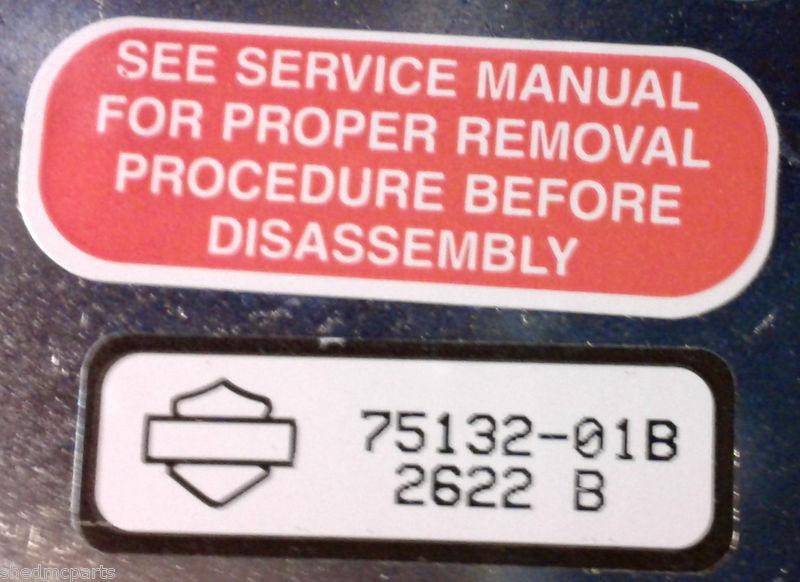 SEE SERVICE MANUAL
FOR PROPER REMOVAL
PROCEDURE BEFORE
DISASSEMBLY
75132-01B
2622 B
shedmcparts